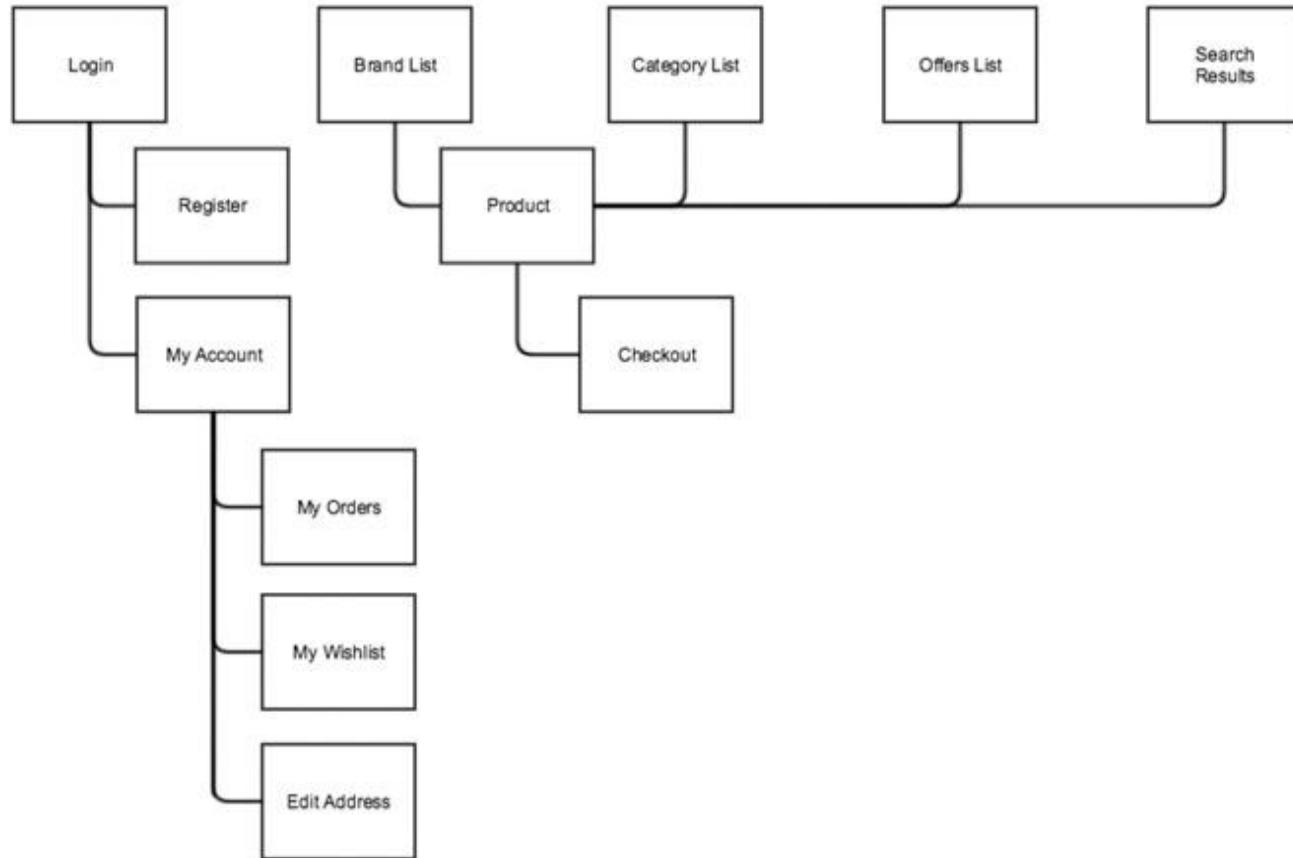 Login
Brand List
Category List
Offers List
Search
Results
Register
Product
My Account
Checkout
My Orders
My Wishlist
Edit Address